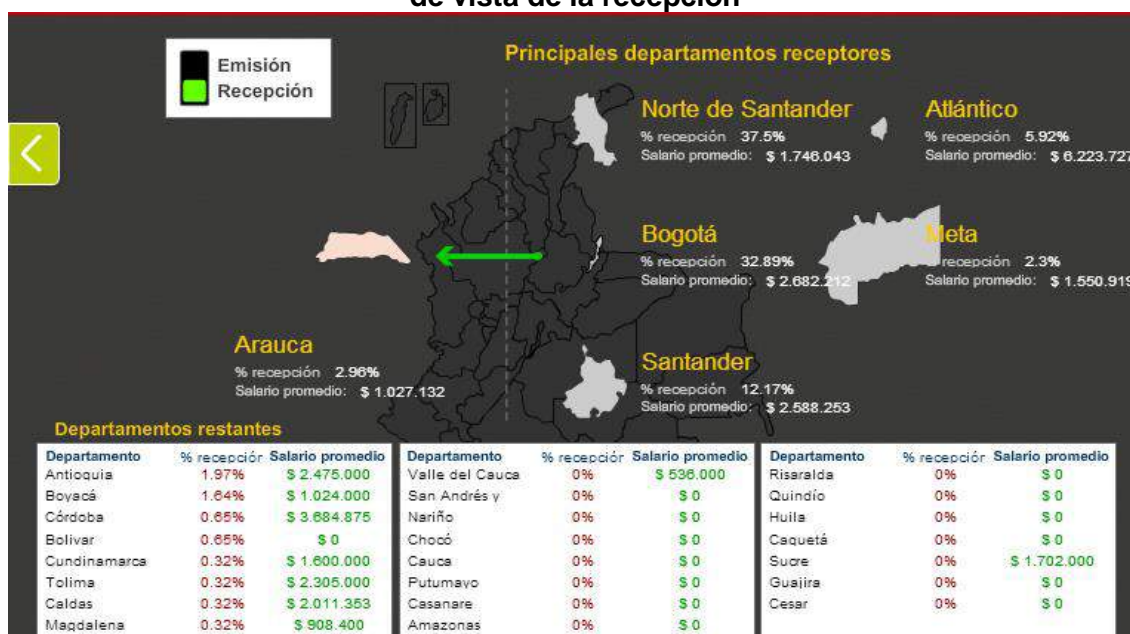 de vista de la recepción
Emisión
Recepción
Principales departamentos receptores
Norte de Santander
% recepción 37.5%
Salario promedio: $ 1.746.043
Atlántico
% recepción 5.92%
Salario promedio: $ 6.223.727
Bogotá
% recepción 32.89%
Salario promedio: $ 2.682.212
Meta
% recepción 2.3%
Salario promedio: $ 1.550.919
Arauca
% recepción 2.96%
Salario promedio: $ 1.027.132
Santander
% recepción 12.17%
Salario promedio: $ 2.588.253
Departamentos restantes
Departamento % recepción Salario promedio
Antioquia 1.97% $ 2.475.000
Boyacá 1.64% $ 1.024.000
Córdoba 0.65% $ 3.684.875
Bolivar 0.65% $ 0
Cundinamarca 0.32% $ 1.600.000
Tolima 0.32% $ 2.305.000
Caldas 0.32% $ 2.011.353
Magdalena 0.32% $ 908.400
Departamento % recepción Salario promedio
Valle del Cauca 0% $ 536.000
San Andrés y 0% $ 0
Nariño 0% $ 0
Chocó 0% $ 0
Cauca 0% $ 0
Putumayo 0% $ 0
Casanare 0% $ 0
Amazonas 0% $ 0
Departamento % recepción Salario promedio
Risaralda 0% $ 0
Quindío 0% $ 0
Huila 0% $ 0
Caquetá 0% $ 0
Sucre 0% $ 1.702.000
Guajira 0% $ 0
Cesar 0% $ 0